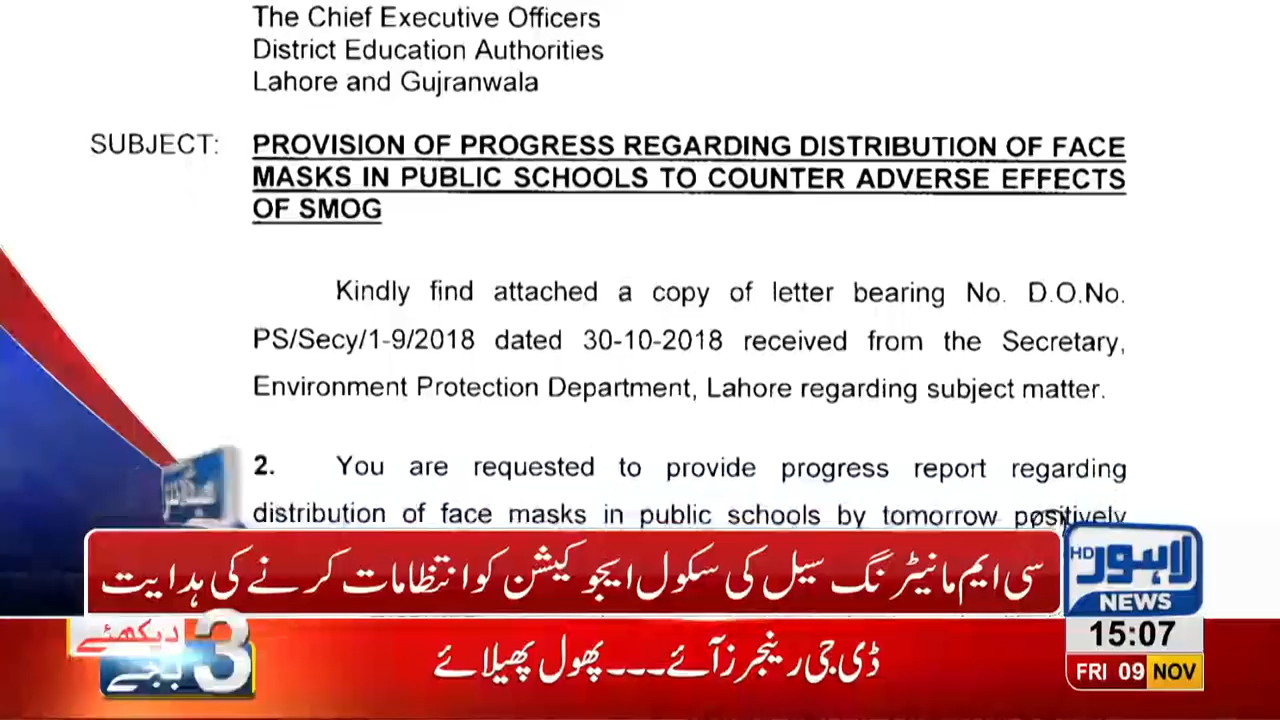 The Chief Executive Officers
District Education Authorities
Lahore and Gujranwala
SUBJECT: PROVISION OF PROGRESS REGARDING DISTRIBUTION OF FACE
MASKS IN PUBLIC SCHOOLS TO COUNTER ADVERSE EFFECTS
OF SMOG
Kindly find attached a copy of letter bearing No. D.O.No.
PS/Secy/1-9/2018 dated 30-10-2018 received from the Secretary,
Environment Protection Department, Lahore regarding subject matter.
2. You are requested to provide progress report regarding
distribution of face masks in public schools by tomorrow positively
سی ایم مانیٹرنگ سیل کی سکول ایجوکیشن کو انتظامات کرنے کی ہدایت
HD لاہور
NEWS
15:07
FRI 09 NOV
دیکھئے
3 بجے
ڈی جی رینجرز آئے ۔۔۔ پھول پھیلائے